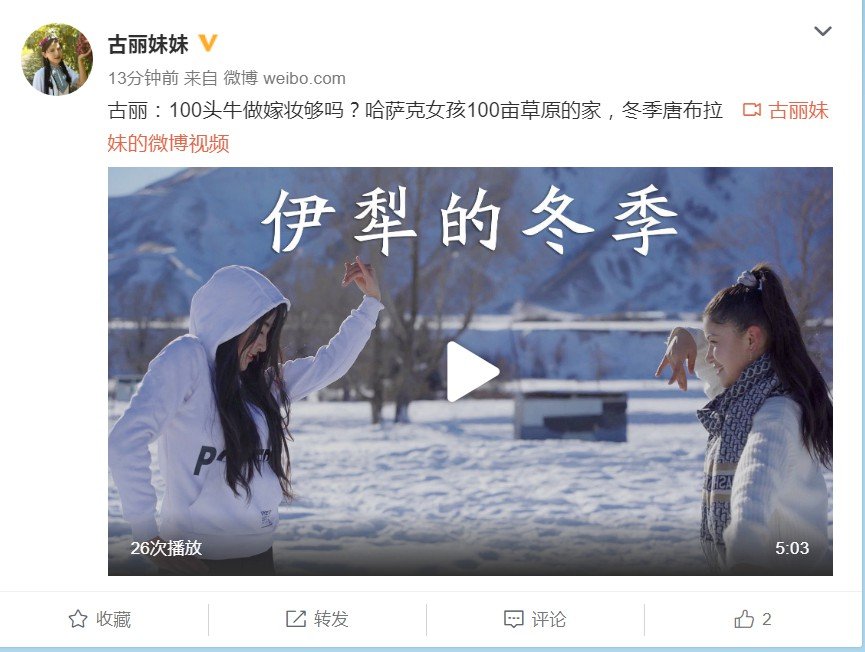 古丽妹妹
13分钟前 来自 微博 weibo.com
古丽：100头牛做嫁妆够吗？哈萨克女孩100亩草原的家，冬季唐布拉 古丽妹
妹的微博视频
伊犁的冬季
26次播放
5:03
收藏
转发
评论
2